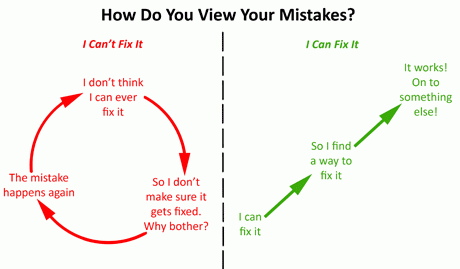 How Do You View Your Mistakes?
I Can't Fix It
I don't think
I can ever
fix it
So I don't
make sure it
gets fixed.
Why bother?
The mistake
happens again
I Can Fix It
I can
fix it
So I find
a way to
fix it
It works!
On to
something
else!